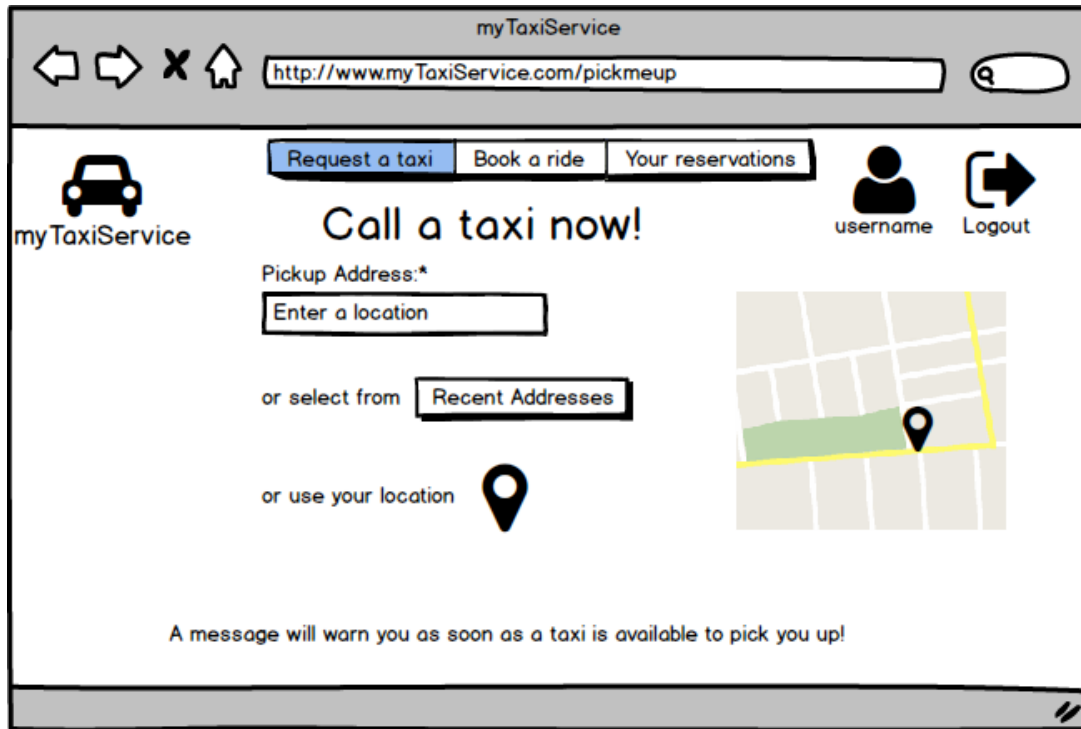 myTaxiService
http://www.myTaxiService.com/pickmeup
Request a taxi Book a ride Your reservations
myTaxiService
Call a taxi now!
username Logout
Pickup Address:*
Enter a location
or select from Recent Addresses
or use your location
A message will warn you as soon as a taxi is available to pick you up!